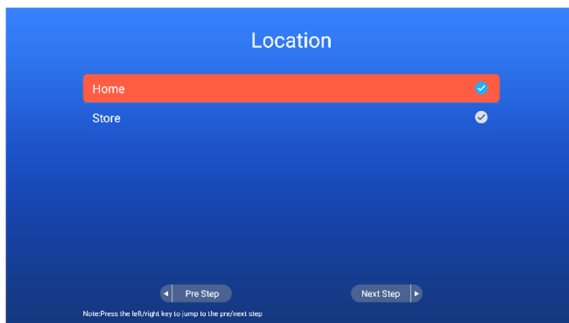 Location
Home
Store
Pre Step
Next Step
Note:Press the left/right key to jump to the pre/next step